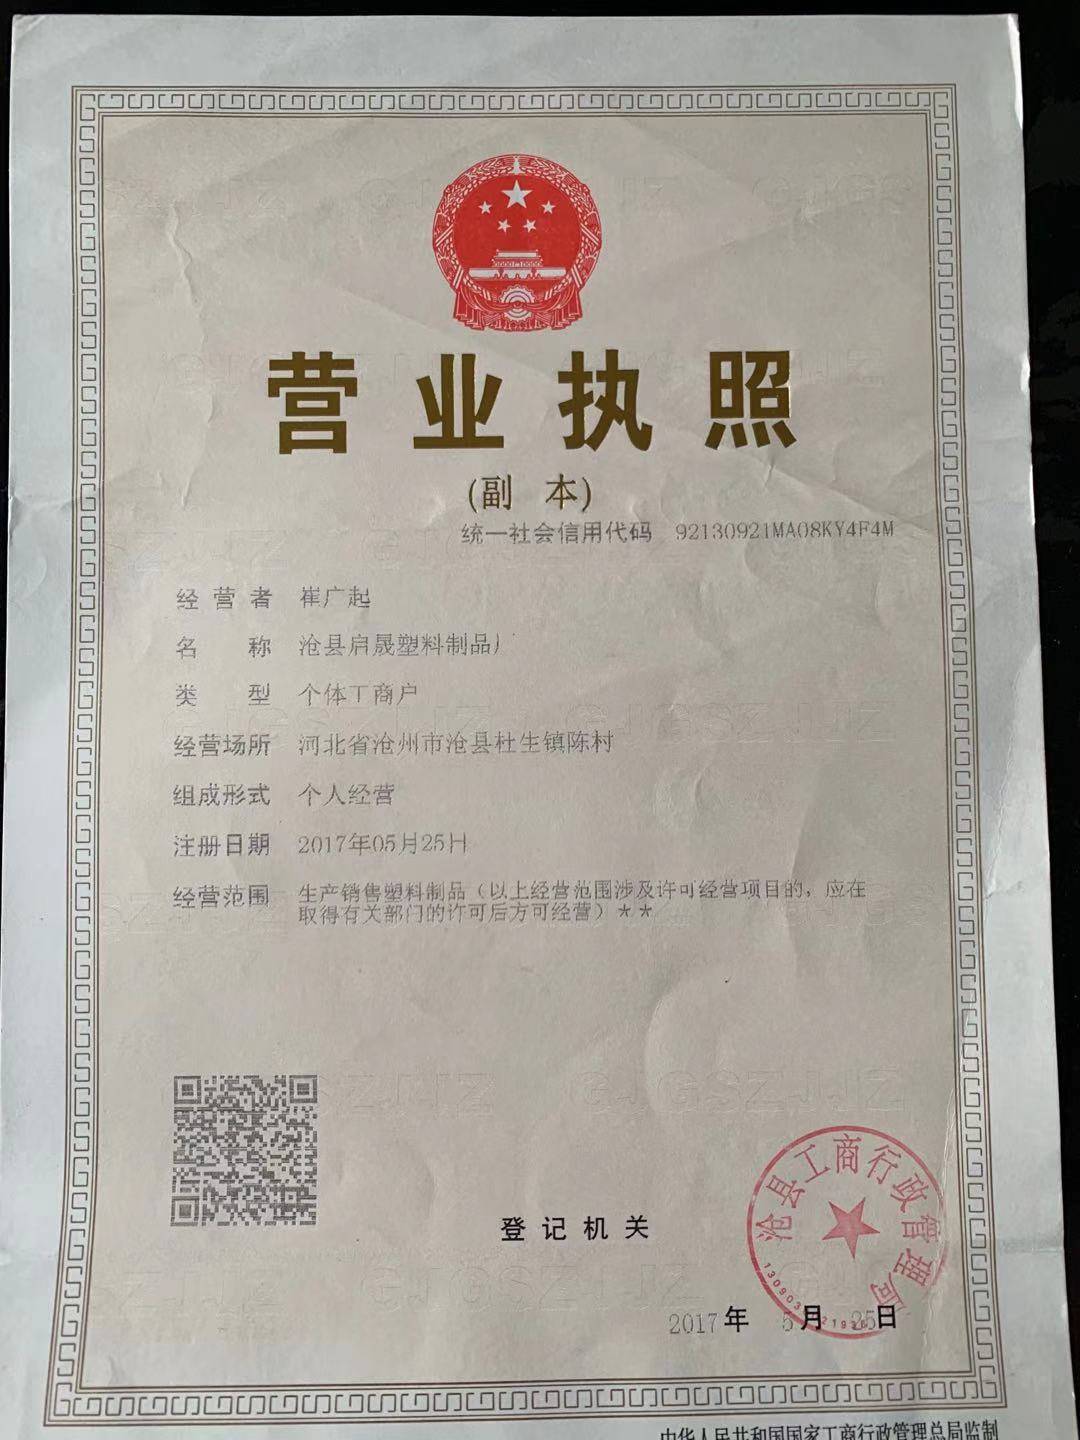 营业执照
(副 本)
统一社会信用代码 92130921MA08KY4F4M
经营者 崔广起
名称 沧县启晟塑料制品厂
类型 个体工商户
经营场所 河北省沧州市沧县杜生镇陈村
组成形式 个人经营
注册日期 2017年05月25日
经营范围 生产销售塑料制品（以上经营范围涉及许可经营项目的，应在
取得有关部门的许可后方可经营）**
沧县工商行政管理局
登记机关
2017年 5月 25日
中华人民共和国国家工商行政管理总局监制